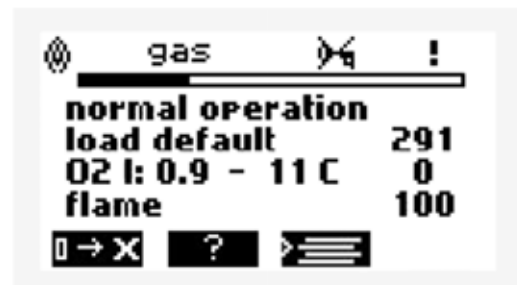 gas !
normal operation
load default 291
O2 I: 0.9 - 11 C 0
flame 100
→ X ?